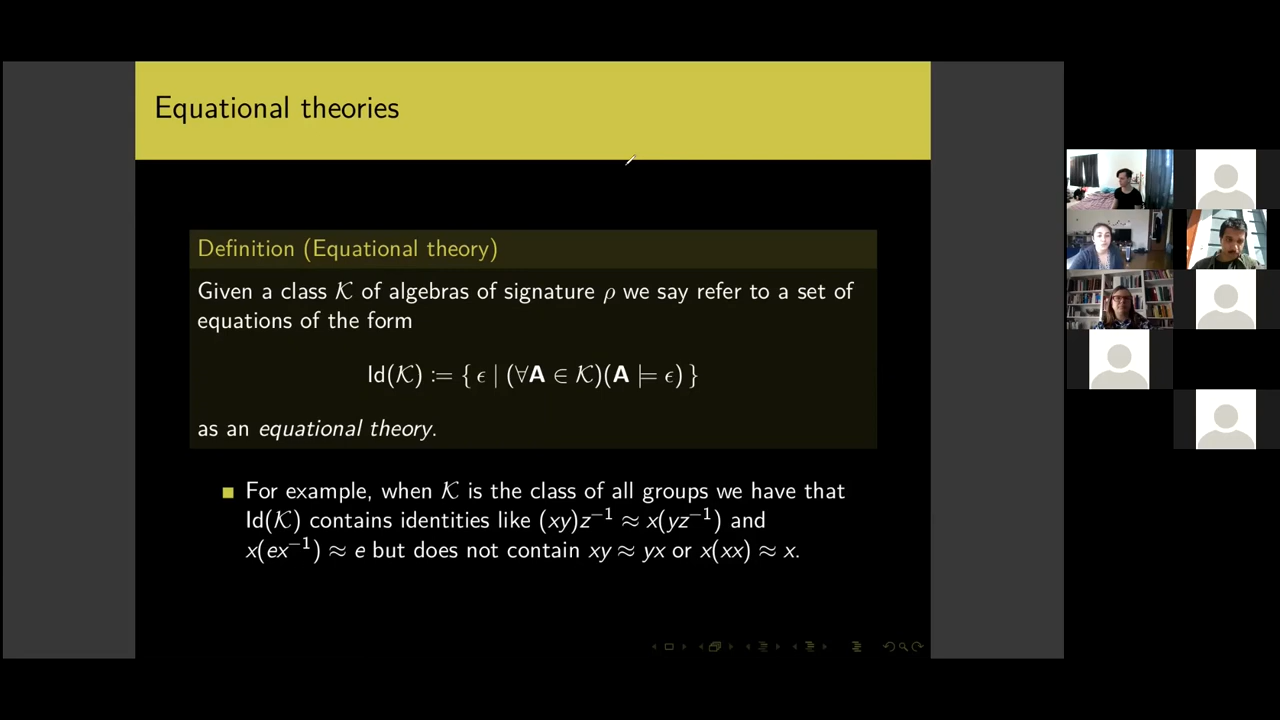 Equational theories
Definition (Equational theory)
Given a class 𝒦 of algebras of signature ρ we say refer to a set of
equations of the form
Id(𝒦) := { ϵ | (∀A ∈ 𝒦)(A ⊨ ϵ) }
as an equational theory.
For example, when 𝒦 is the class of all groups we have that
Id(𝒦) contains identities like (xy)z⁻¹ ≈ x(yz⁻¹) and
x(ex⁻¹) ≈ e but does not contain xy ≈ yx or x(xx) ≈ x.